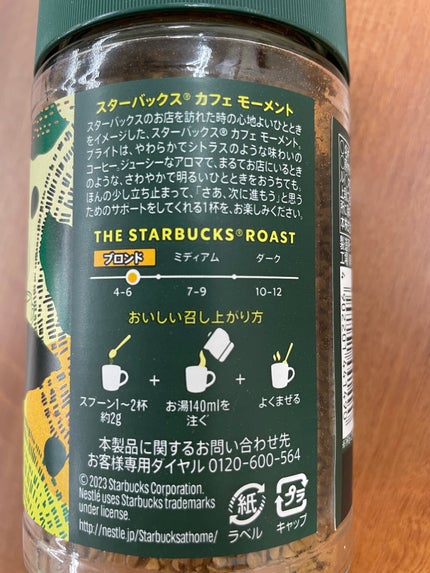 スターバックス® カフェ モーメント
スターバックスのお店を訪れた時の心地よいひととき
をイメージした、スターバックス® カフェ モーメント。
ブライトは、やわらかでシトラスのような味わいの
コーヒー。ジューシーなアロマで、まるでお店にいるとき
のような、さわやかで明るいひとときをおうちでも。
ほんの少し立ち止まって、「さあ、次に進もう」と思う
ためのサポートをしてくれる1杯を、お楽しみください。
THE STARBUCKS® ROAST
ブロンド ミディアム ダーク
4-6 7-9 10-12
おいしい召し上がり方
+ +
スプーン1〜2杯 お湯140mlを よくまぜる
約2g 注ぐ
本製品に関するお問い合わせ先
お客様専用ダイヤル 0120-600-564
© 2023 Starbucks Corporation.
Nestlé uses Starbucks trademarks
under license.
http://nestle.jp/Starbucksathome/
紙 プラ
ラベル キャップ